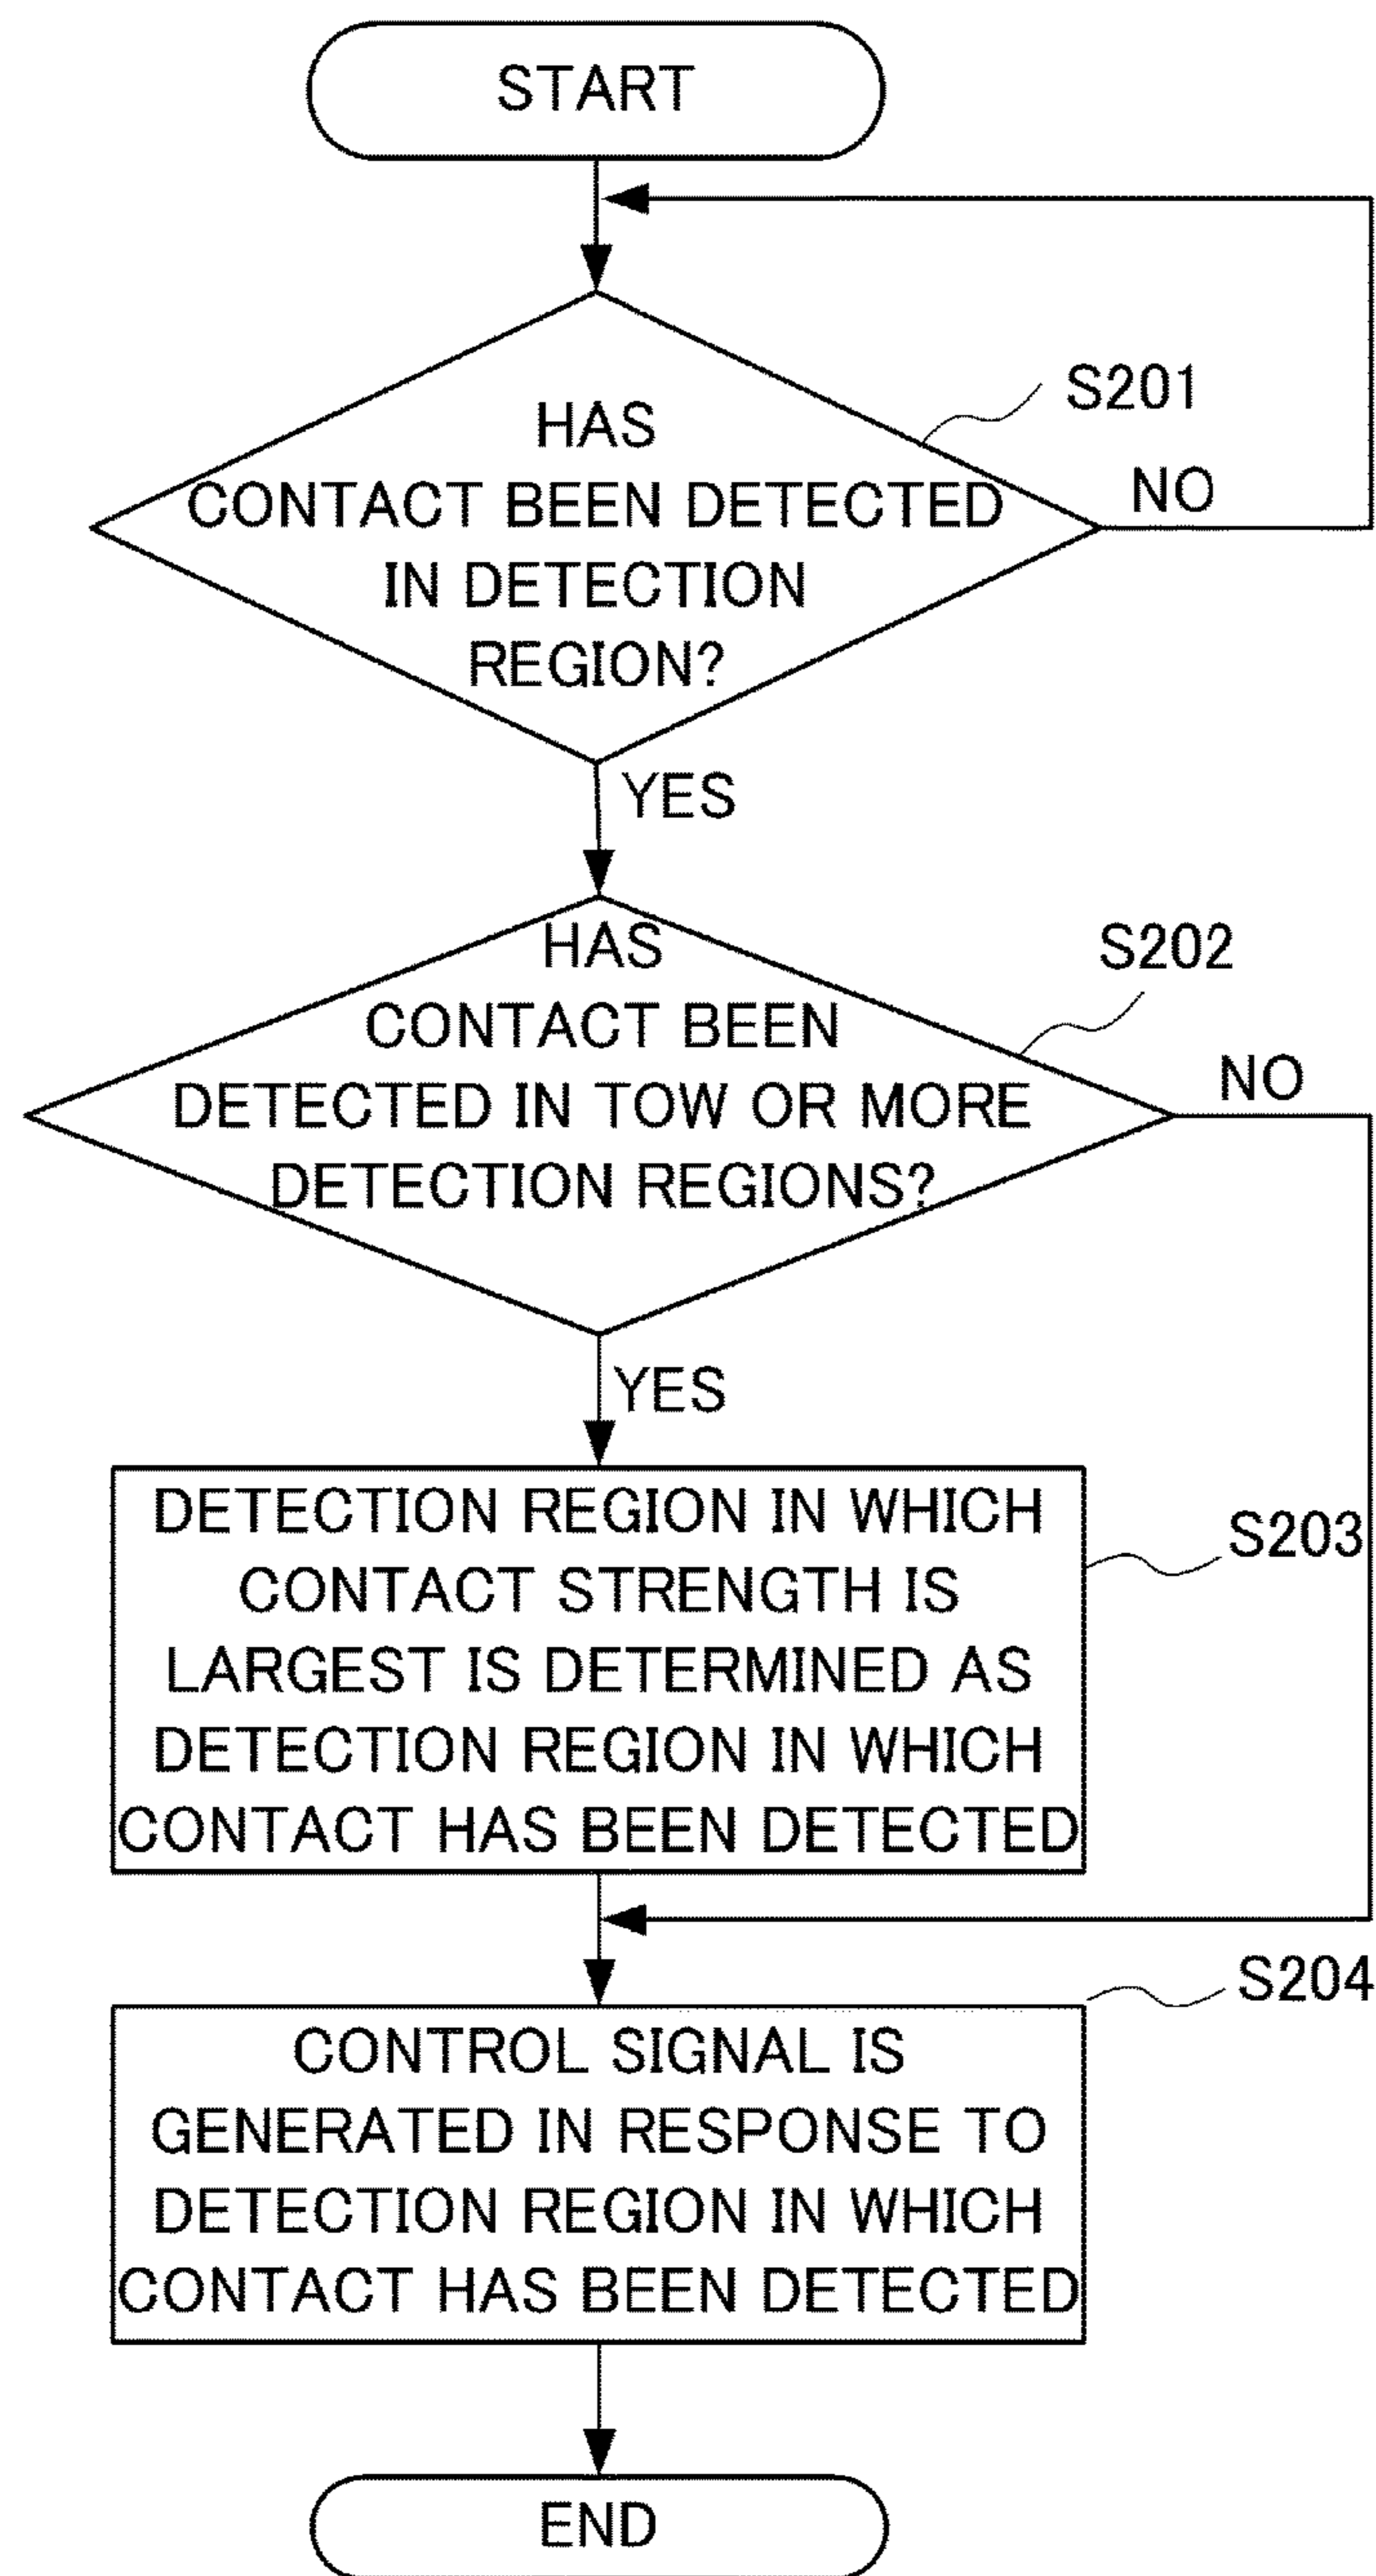 START
HAS
CONTACT BEEN DETECTED
IN DETECTION
REGION?
S201
NO
YES
HAS
CONTACT BEEN
DETECTED IN TOW OR MORE
DETECTION REGIONS?
S202
NO
YES
DETECTION REGION IN WHICH
CONTACT STRENGTH IS
LARGEST IS DETERMINED AS
DETECTION REGION IN WHICH
CONTACT HAS BEEN DETECTED
S203
CONTROL SIGNAL IS
GENERATED IN RESPONSE TO
DETECTION REGION IN WHICH
CONTACT HAS BEEN DETECTED
S204
END